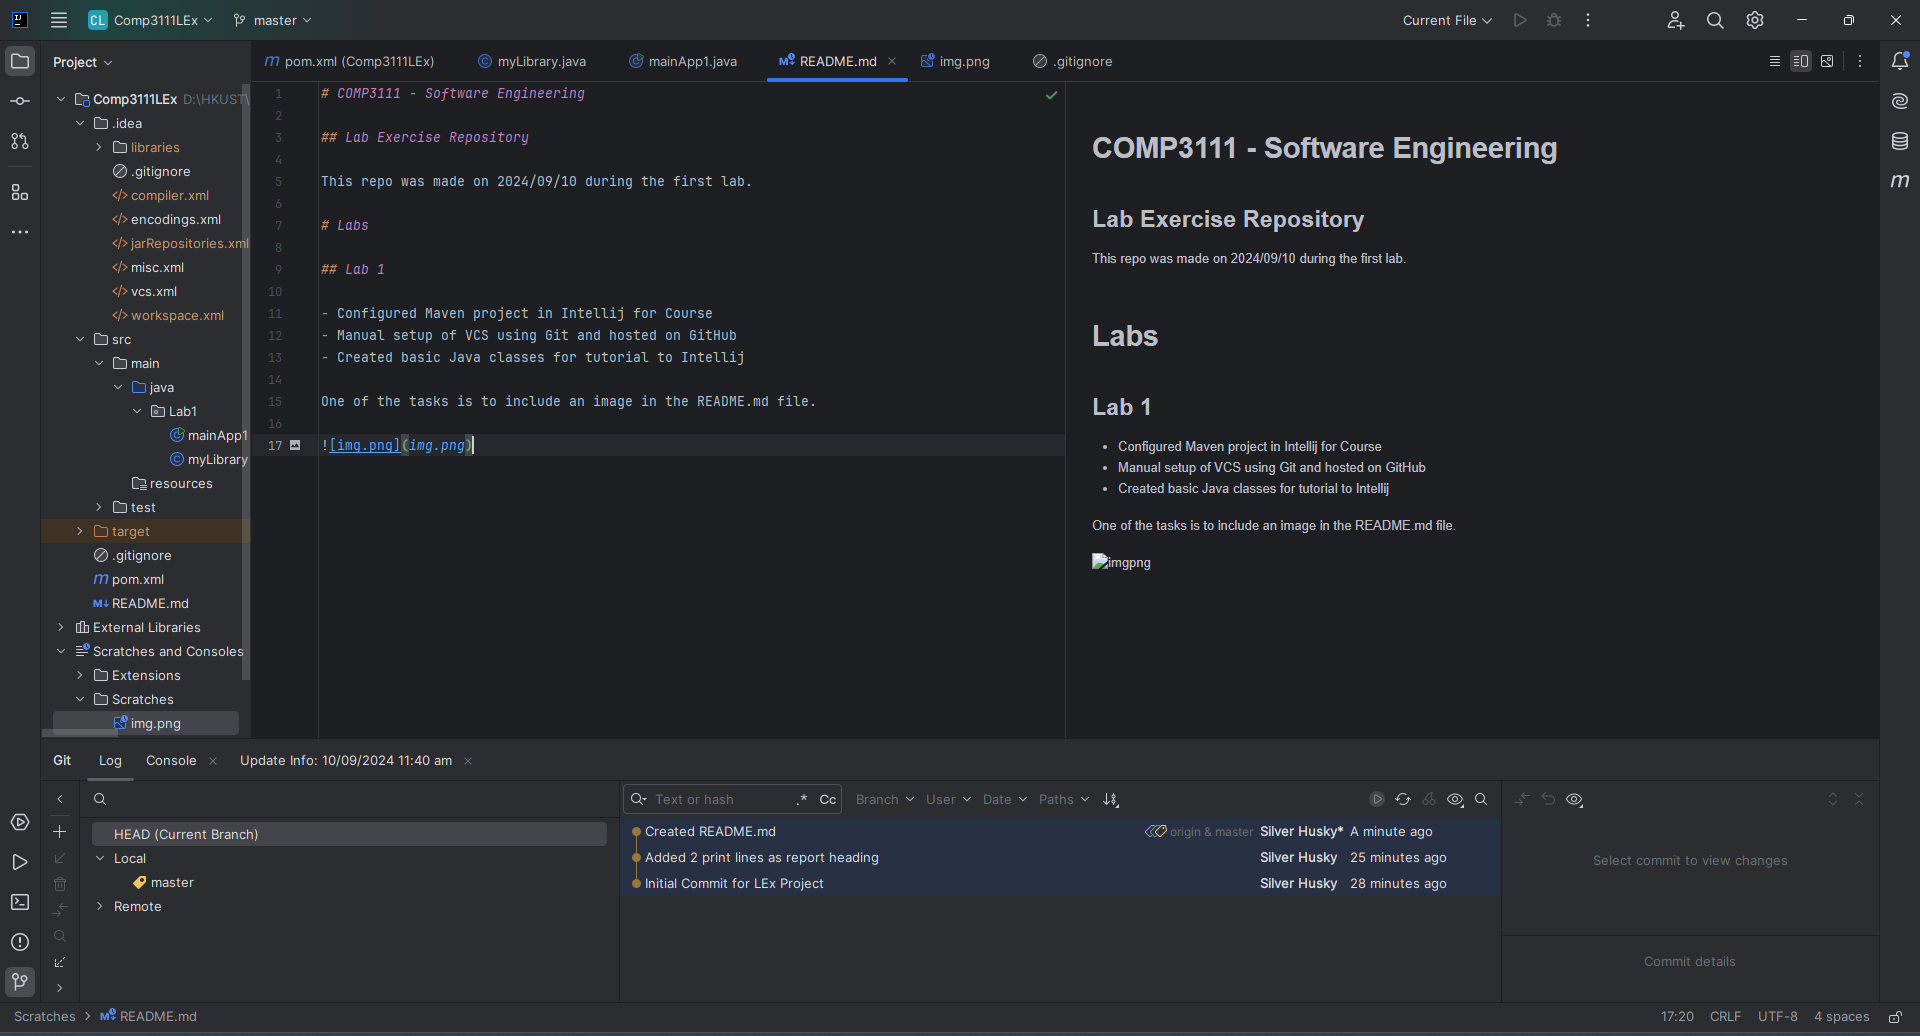 CL Comp3111LEx master Current File
Project
pom.xml (Comp3111LEx) myLibrary.java mainApp1.java README.md img.png .gitignore
Comp3111LEx D:\HKUST\
.idea
libraries
.gitignore
compiler.xml
encodings.xml
jarRepositories.xml
misc.xml
vcs.xml
workspace.xml
src
main
java
Lab1
mainApp1
myLibrary
resources
test
target
.gitignore
pom.xml
README.md
External Libraries
Scratches and Consoles
Extensions
Scratches
img.png
1 # COMP3111 - Software Engineering
2
3 ## Lab Exercise Repository
4
5 This repo was made on 2024/09/10 during the first lab.
6
7 # Labs
8
9 ## Lab 1
10
11 - Configured Maven project in Intellij for Course
12 - Manual setup of VCS using Git and hosted on GitHub
13 - Created basic Java classes for tutorial to Intellij
14
15 One of the tasks is to include an image in the README.md file.
16
17 ![img.png](img.png)
COMP3111 - Software Engineering
Lab Exercise Repository
This repo was made on 2024/09/10 during the first lab.
Labs
Lab 1
• Configured Maven project in Intellij for Course
• Manual setup of VCS using Git and hosted on GitHub
• Created basic Java classes for tutorial to Intellij
One of the tasks is to include an image in the README.md file.
imgpng
Git Log Console Update Info: 10/09/2024 11:40 am
HEAD (Current Branch)
Local
master
Remote
Text or hash .* Cc Branch User Date Paths
Created README.md origin & master Silver Husky* A minute ago
Added 2 print lines as report heading Silver Husky 25 minutes ago
Initial Commit for LEx Project Silver Husky 28 minutes ago
Select commit to view changes
Commit details
Scratches README.md
17:20 CRLF UTF-8 4 spaces